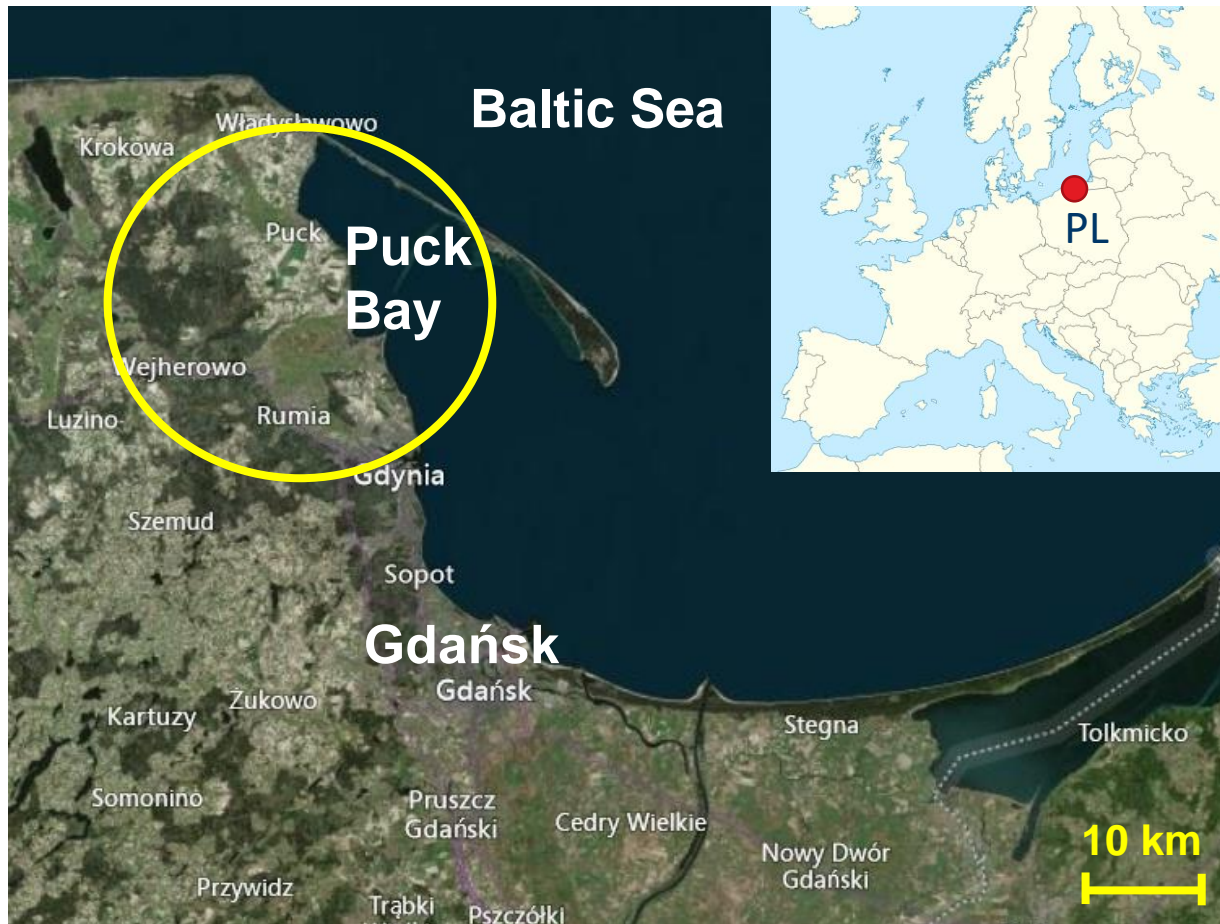 Baltic Sea
Władysławowo
Krokowa
Puck
Puck
Bay
PL
Wejherowo
Luzino
Rumia
Gdynia
Szemud
Sopot
Gdańsk
Gdańsk
Żukowo
Kartuzy
Stegna
Tolkmicko
Somonino
Pruszcz
Gdański
Cedry Wielkie
10 km
Nowy Dwór
Gdański
Przywidz
Trąbki
Pszczółki